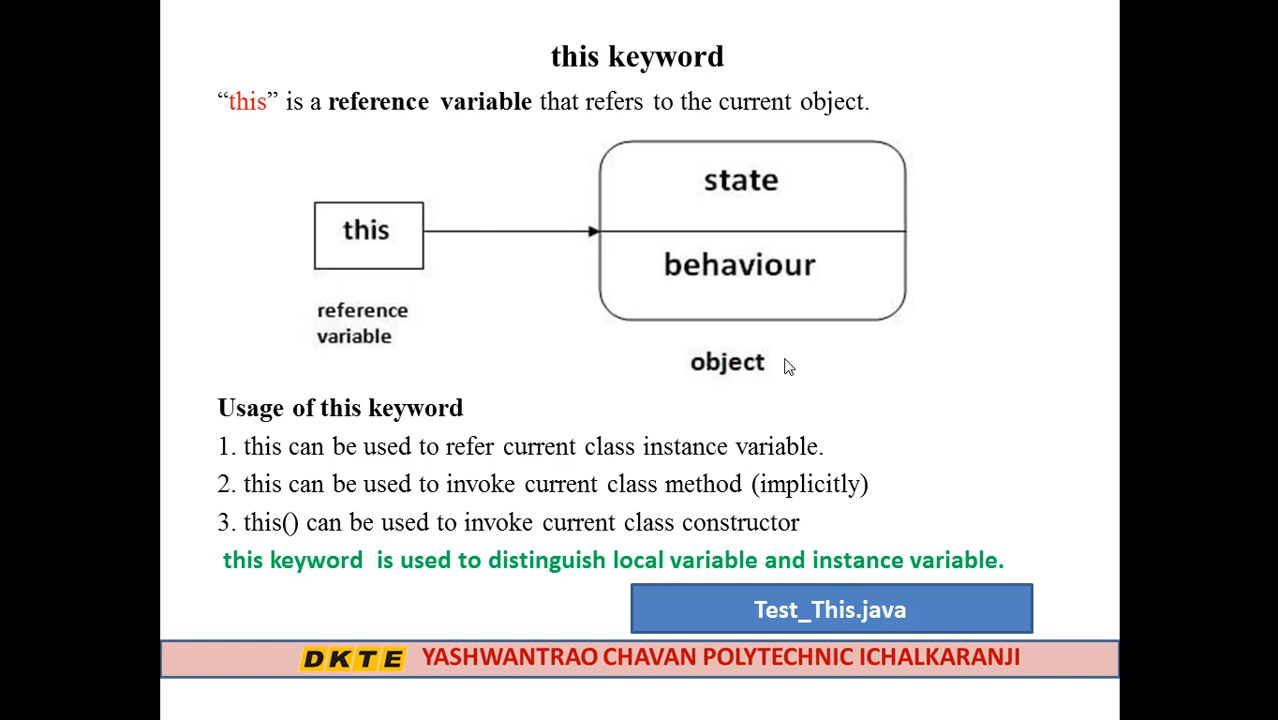 this keyword
“this” is a reference variable that refers to the current object.
state
this
behaviour
reference
variable
object
Usage of this keyword
1. this can be used to refer current class instance variable.
2. this can be used to invoke current class method (implicitly)
3. this() can be used to invoke current class constructor
this keyword is used to distinguish local variable and instance variable.
Test_This.java
DKTE YASHWANTRAO CHAVAN POLYTECHNIC ICHALKARANJI